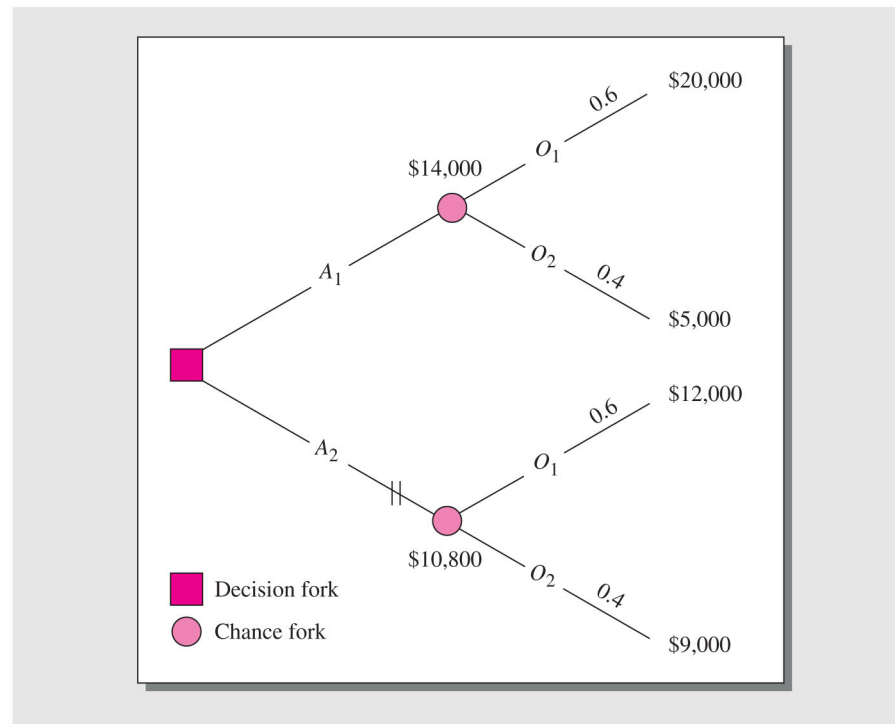 $20,000
0.6
O1
$14,000
O2
0.4
A1
$5,000
$12,000
0.6
A2
O1
$10,800
O2
0.4
Decision fork
Chance fork
$9,000